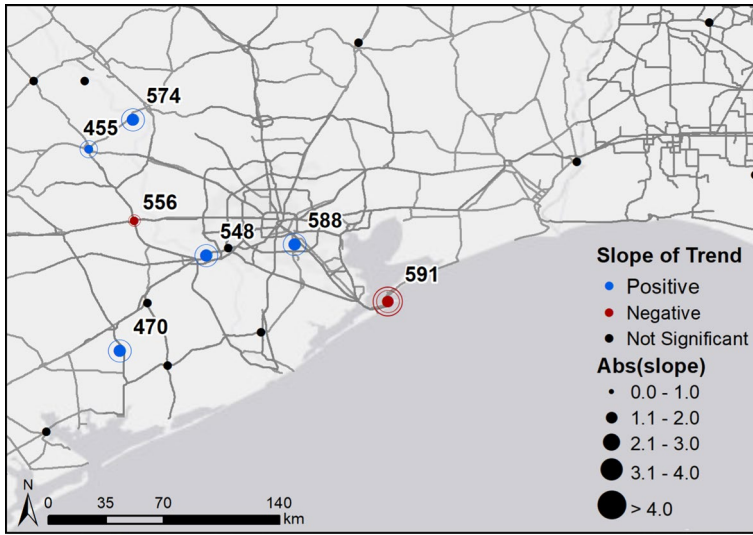 574
455
556
548
588
591
470
Slope of Trend
Positive
Negative
Not Significant
Abs(slope)
0.0 - 1.0
1.1 - 2.0
2.1 - 3.0
3.1 - 4.0
> 4.0
N
0 35 70 140
km